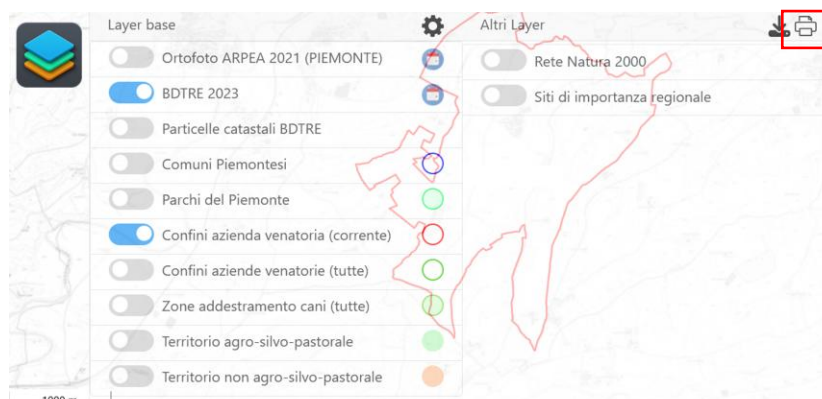 Layer base
Ortofoto ARPEA 2021 (PIEMONTE)
BDTRE 2023
Particelle catastali BDTRE
Comuni Piemontesi
Parchi del Piemonte
Confini azienda venatoria (corrente)
Confini aziende venatorie (tutte)
Zone addestramento cani (tutte)
Territorio agro-silvo-pastorale
Territorio non agro-silvo-pastorale
Altri Layer
Rete Natura 2000
Siti di importanza regionale